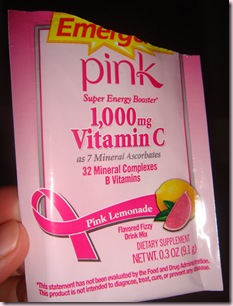 Emergen
pink
Super Energy Booster*
1,000mg
Vitamin C
as 7 Mineral Ascorbates
32 Mineral Complexes
B Vitamins
Pink Lemonade
Flavored Fizzy
Drink Mix
DIETARY SUPPLEMENT
NET WT. 0.3 OZ (9.1 g)
*This statement has not been evaluated by the Food and Drug Administration.
This product is not intended to diagnose, treat, cure, or prevent any disease.